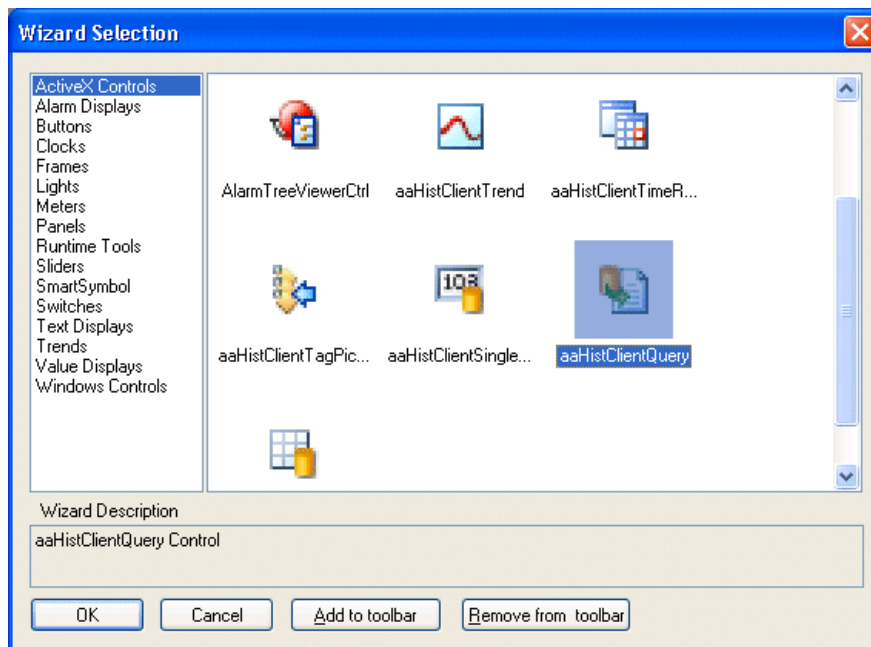 Wizard Selection
ActiveX Controls
Alarm Displays
Buttons
Clocks
Frames
Lights
Meters
Panels
Runtime Tools
Sliders
SmartSymbol
Switches
Text Displays
Trends
Value Displays
Windows Controls
AlarmTreeViewerCtrl
aaHistClientTrend
aaHistClientTimeR...
103
aaHistClientTagPic...
aaHistClientSingle...
aaHistClientQuery
Wizard Description
aaHistClientQuery Control
OK
Cancel
Add to toolbar
Remove from toolbar